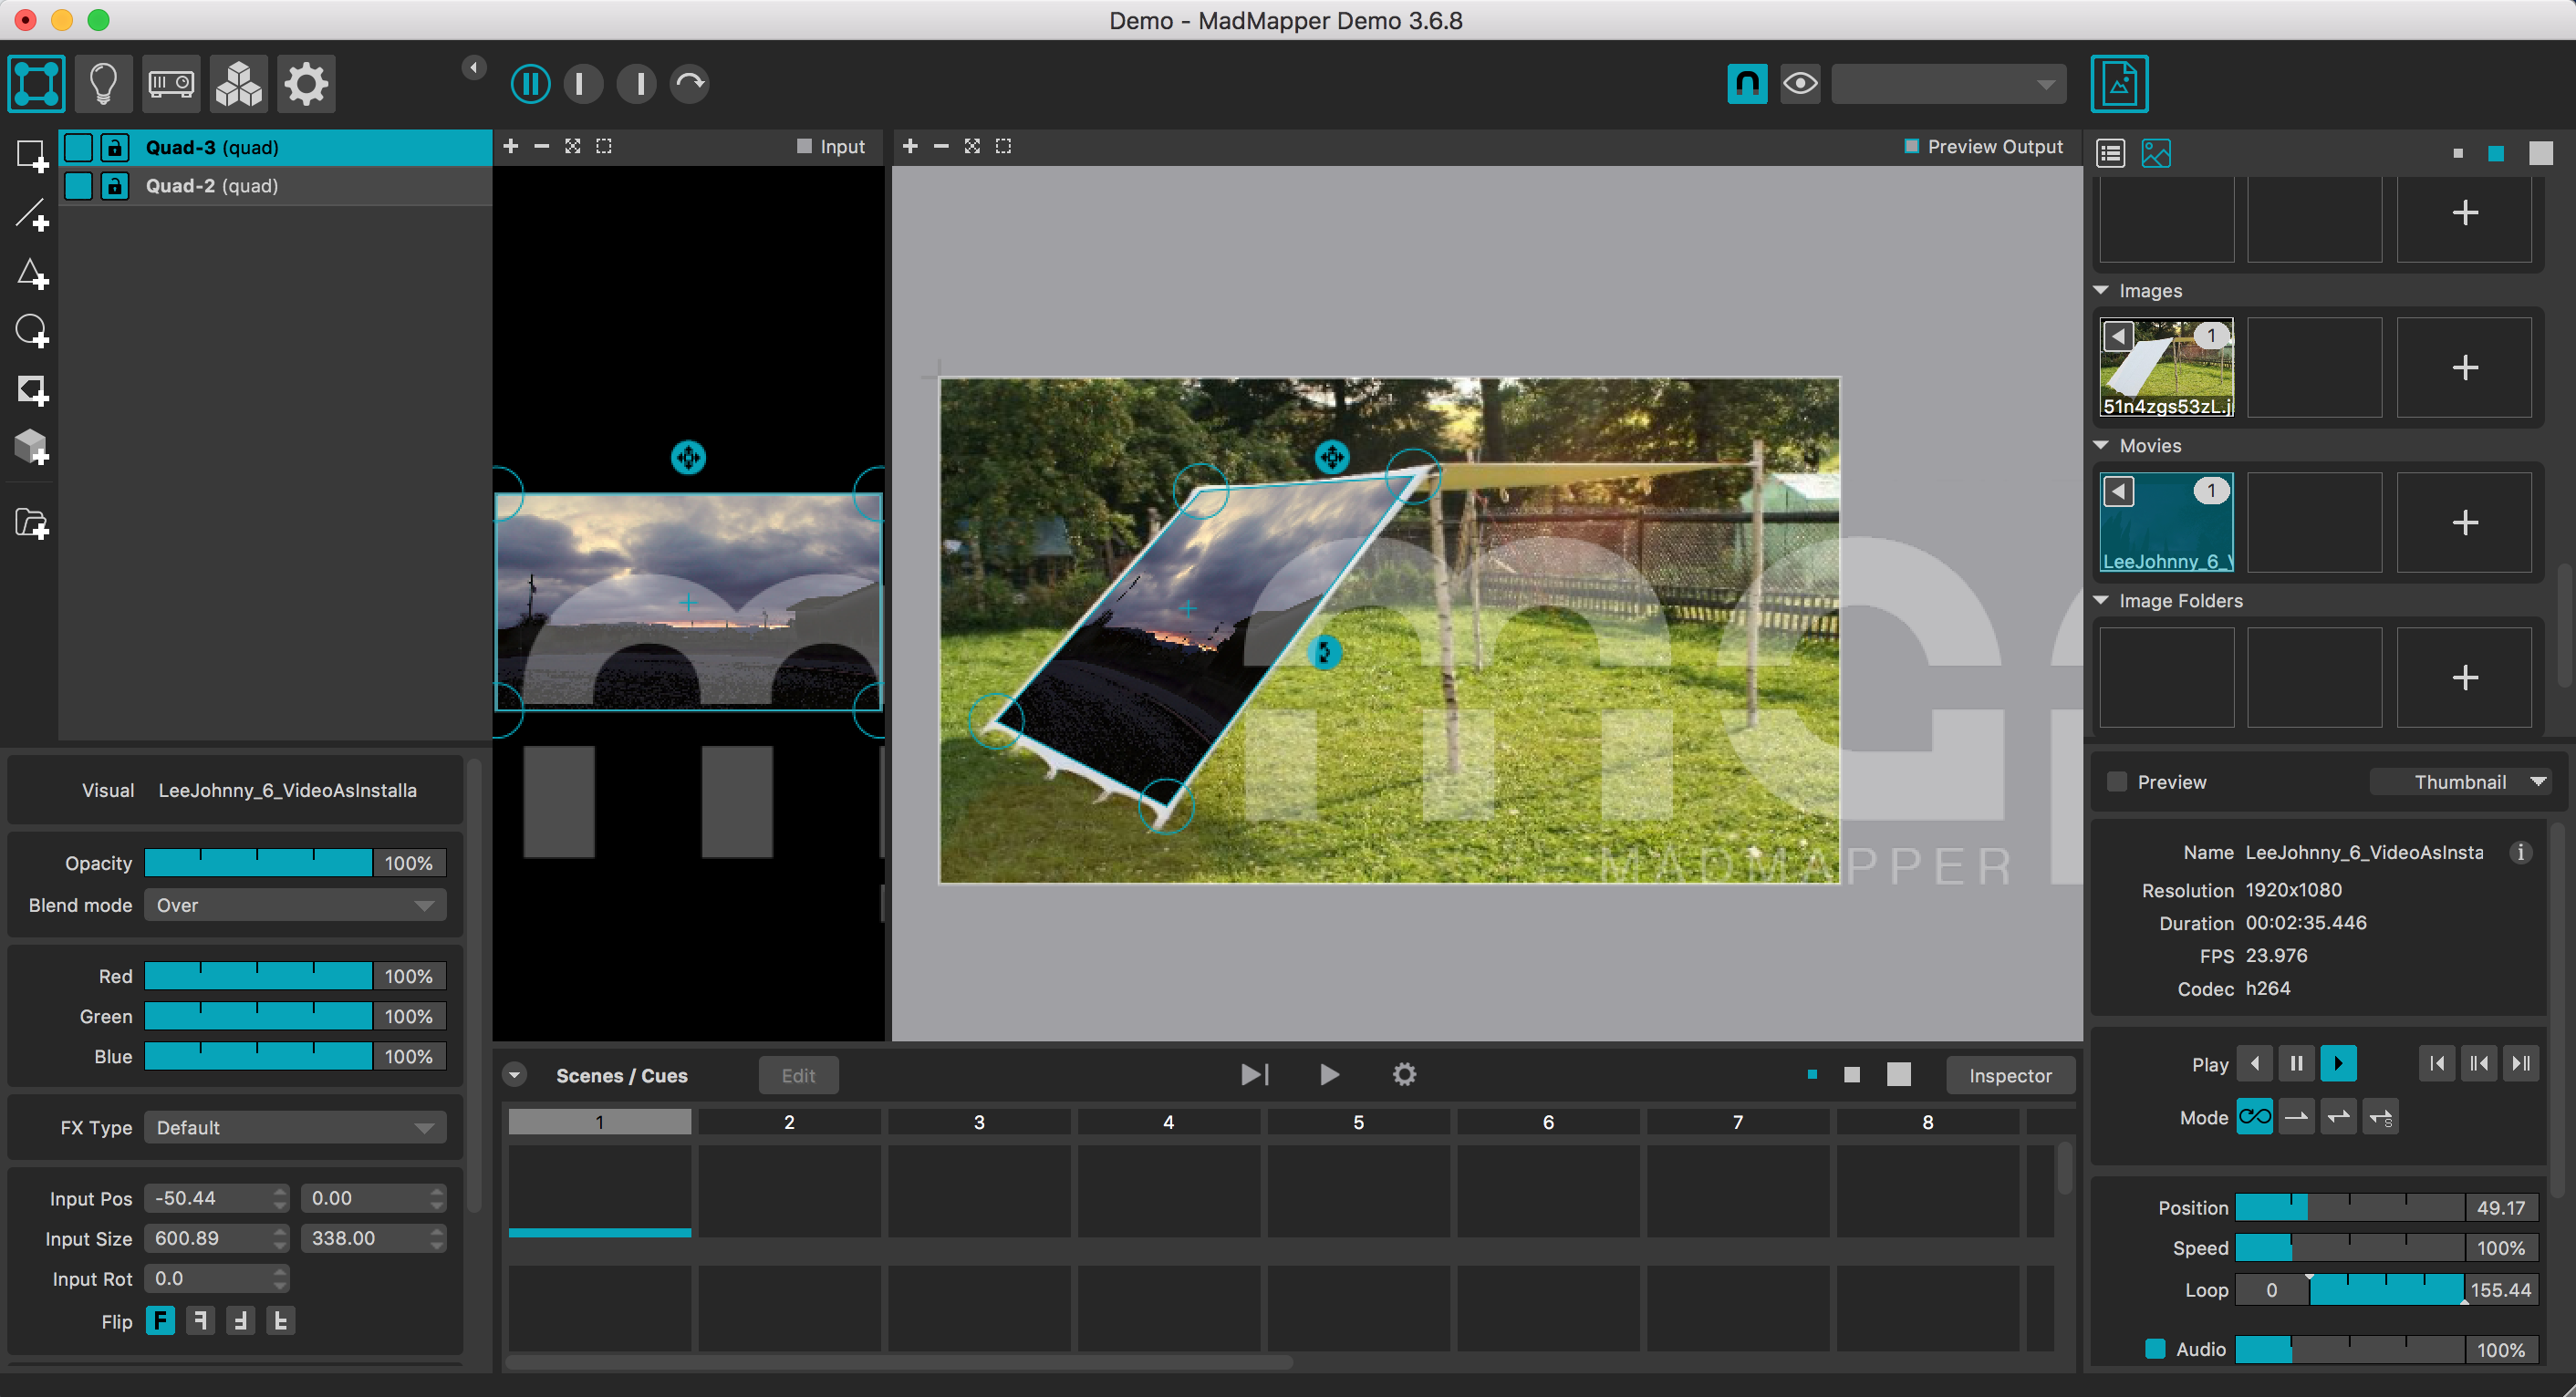 Demo - MadMapper Demo 3.6.8
Quad-3 (quad)
Quad-2 (quad)
Input
Preview Output
MADMAPPER
Images
1
51n4zgs53zL.j
Movies
1
LeeJohnny_6_V
Image Folders
Visual LeeJohnny_6_VideoAsInstalla
Opacity 100%
Blend mode Over
Red 100%
Green 100%
Blue 100%
FX Type Default
Input Pos -50.44 0.00
Input Size 600.89 338.00
Input Rot 0.0
Flip F F F F
Scenes / Cues Edit Inspector
1 2 3 4 5 6 7 8
Preview Thumbnail
Name LeeJohnny_6_VideoAsInsta i
Resolution 1920x1080
Duration 00:02:35.446
FPS 23.976
Codec h264
Play
Mode S
Position 49.17
Speed 100%
Loop 0 155.44
Audio 100%